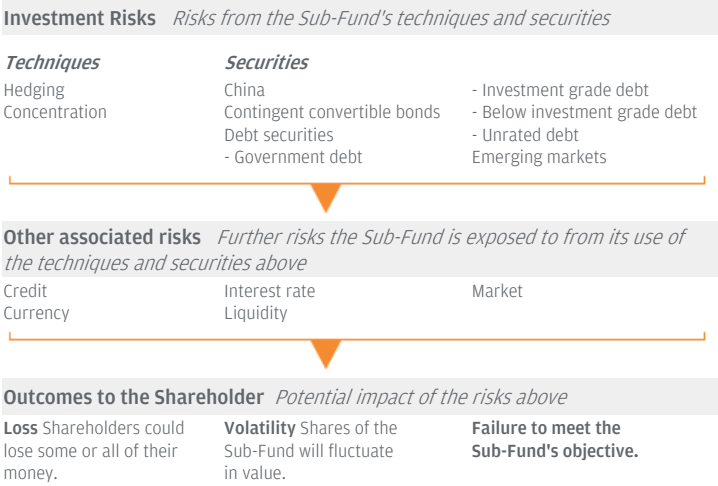 Investment Risks Risks from the Sub-Fund's techniques and securities
Techniques
Hedging
Concentration
Securities
China
Contingent convertible bonds
Debt securities
- Government debt
- Investment grade debt
- Below investment grade debt
- Unrated debt
Emerging markets
Other associated risks Further risks the Sub-Fund is exposed to from its use of
the techniques and securities above
Credit
Currency
Interest rate
Liquidity
Market
Outcomes to the Shareholder Potential impact of the risks above
Loss Shareholders could
lose some or all of their
money.
Volatility Shares of the
Sub-Fund will fluctuate
in value.
Failure to meet the
Sub-Fund's objective.